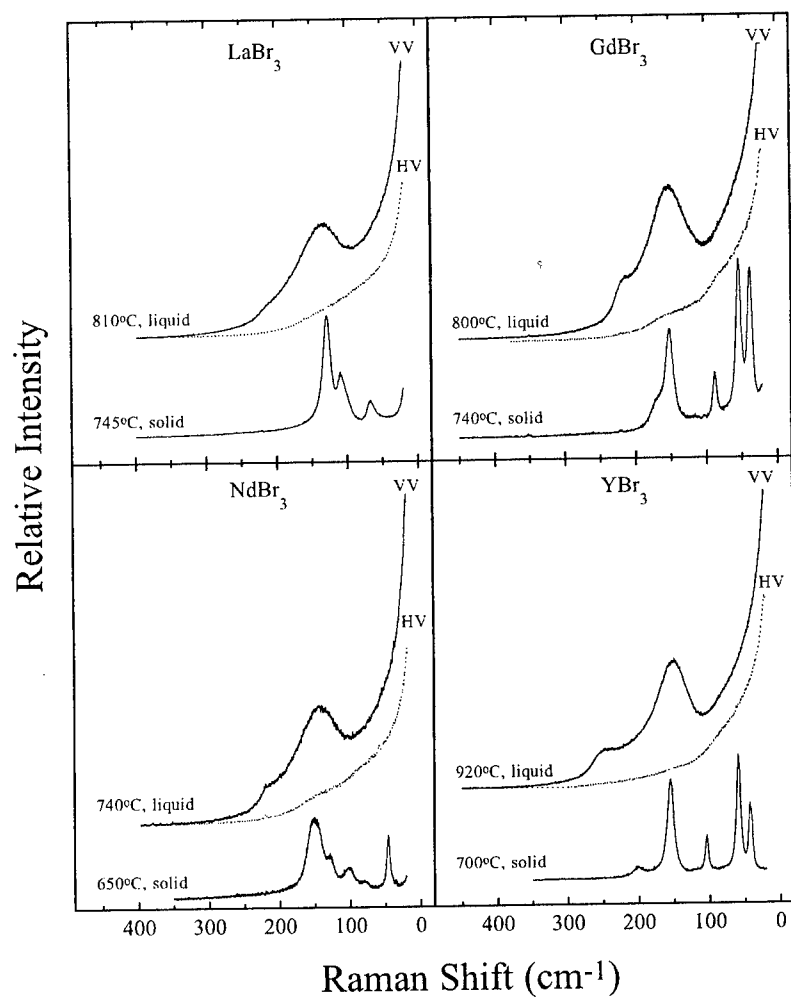 LaBr3
VV
HV
810°C, liquid
745°C, solid
GdBr3
VV
HV
800°C, liquid
740°C, solid
NdBr3
VV
HV
740°C, liquid
650°C, solid
YBr3
VV
HV
920°C, liquid
700°C, solid
Relative Intensity
400 300 200 100 0
400 300 200 100 0
Raman Shift (cm-1)